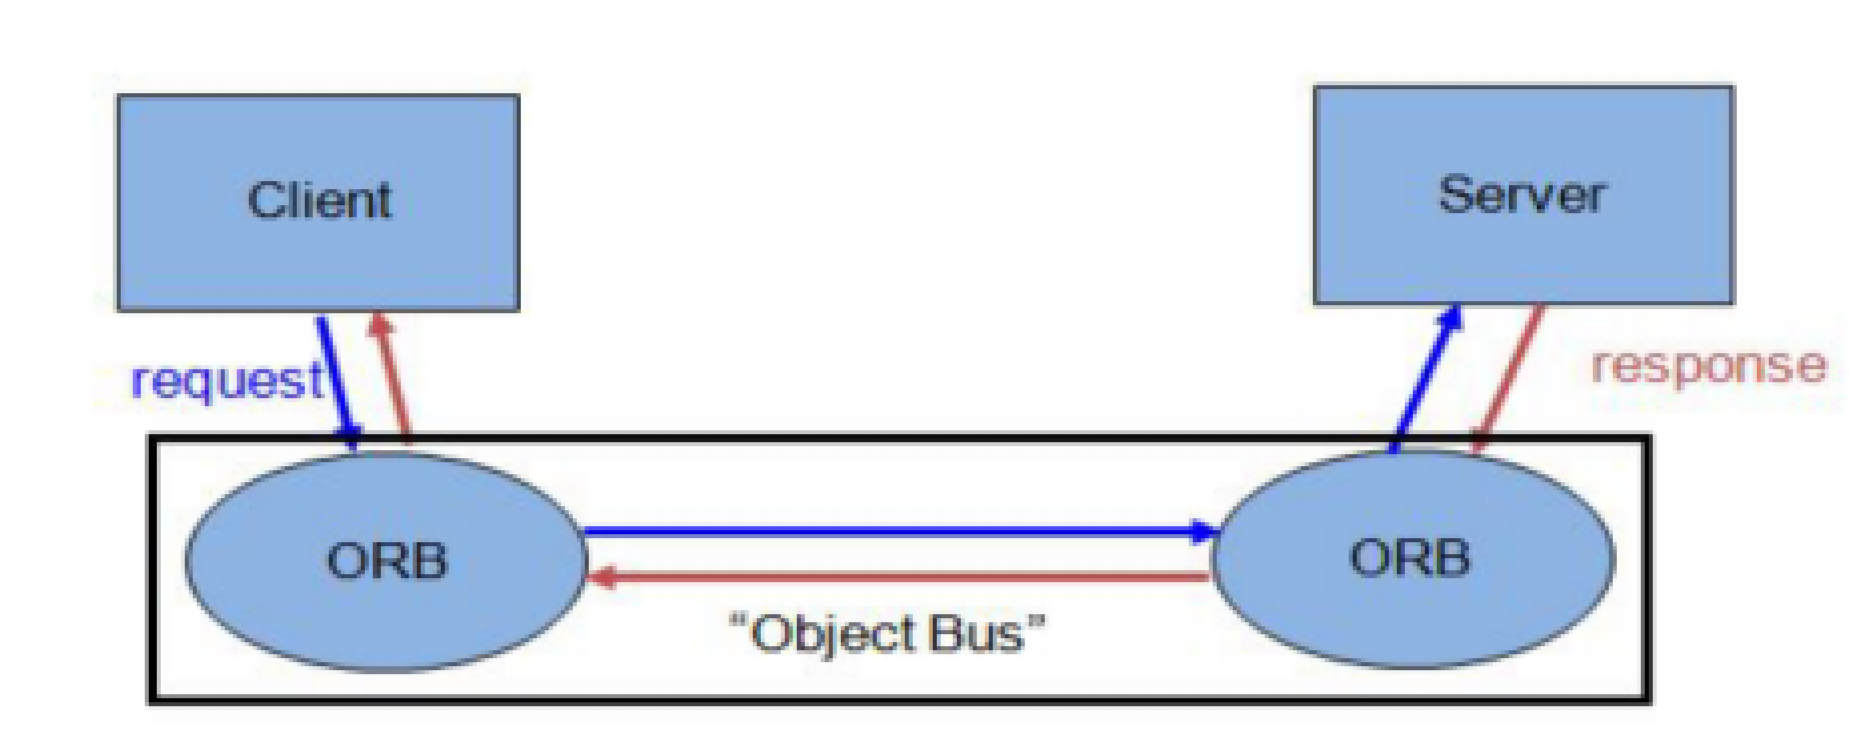 Client
Server
request
response
ORB
ORB
“Object Bus”